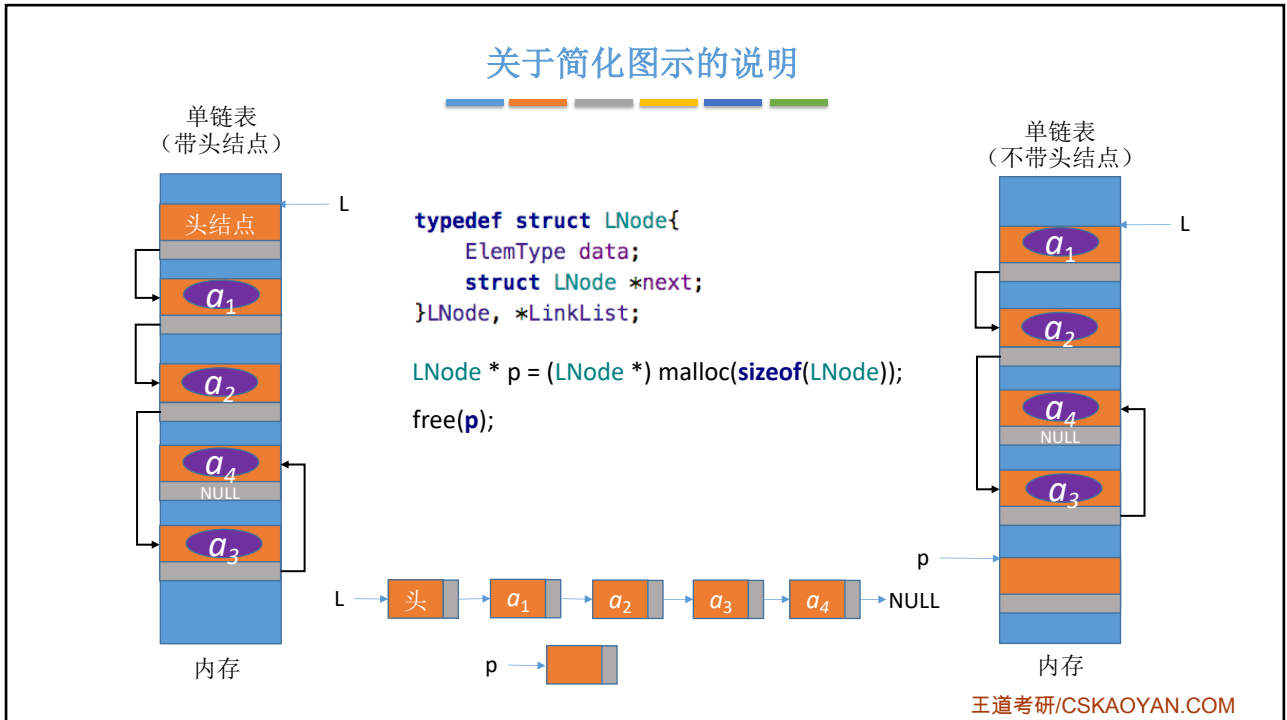 关于简化图示的说明
单链表
（带头结点）
L
头结点
a1
a2
a4
NULL
a3
内存
typedef struct LNode{
    ElemType data;
    struct LNode *next;
}LNode, *LinkList;
LNode * p = (LNode *) malloc(sizeof(LNode));
free(p);
L 头 a1 a2 a3 a4 NULL
p
单链表
（不带头结点）
L
a1
a2
a4
NULL
a3
p
内存
王道考研/CSKAOYAN.COM